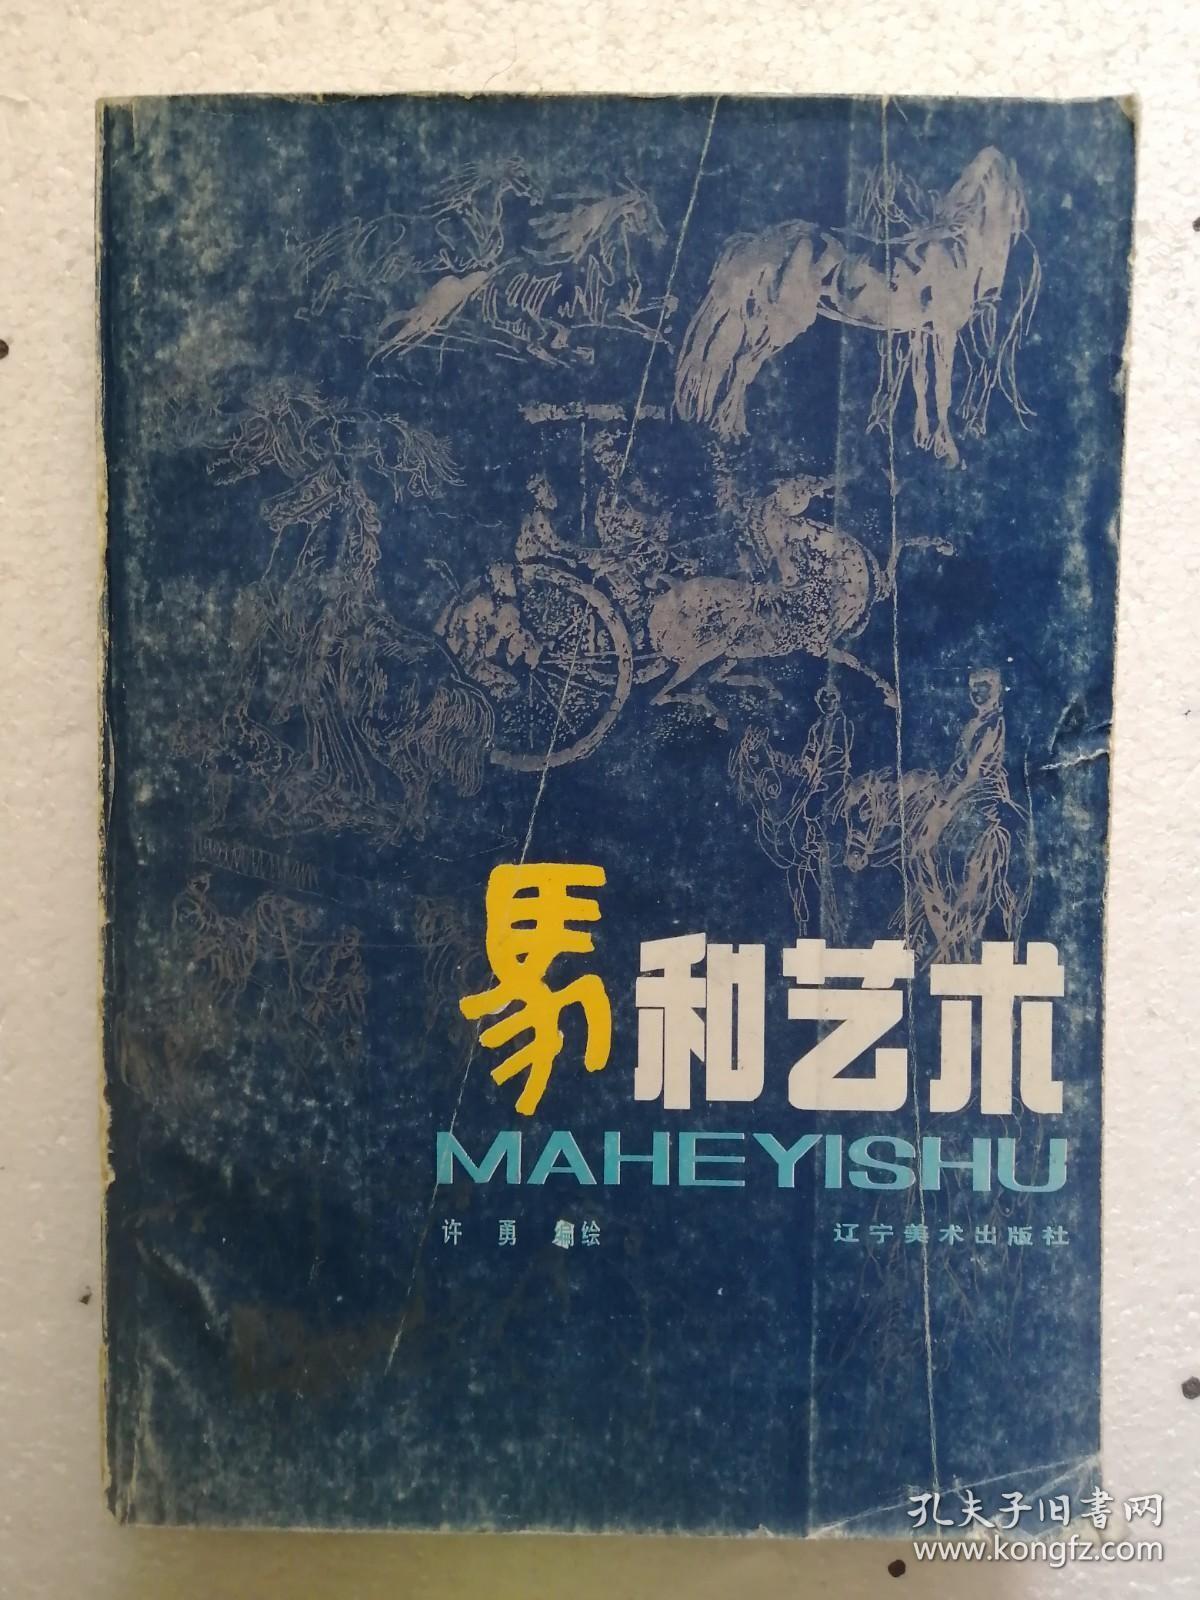 马和艺术
MAHEYISHU
许勇 编绘 辽宁美术出版社
孔夫子旧书网
www.kongfz.com